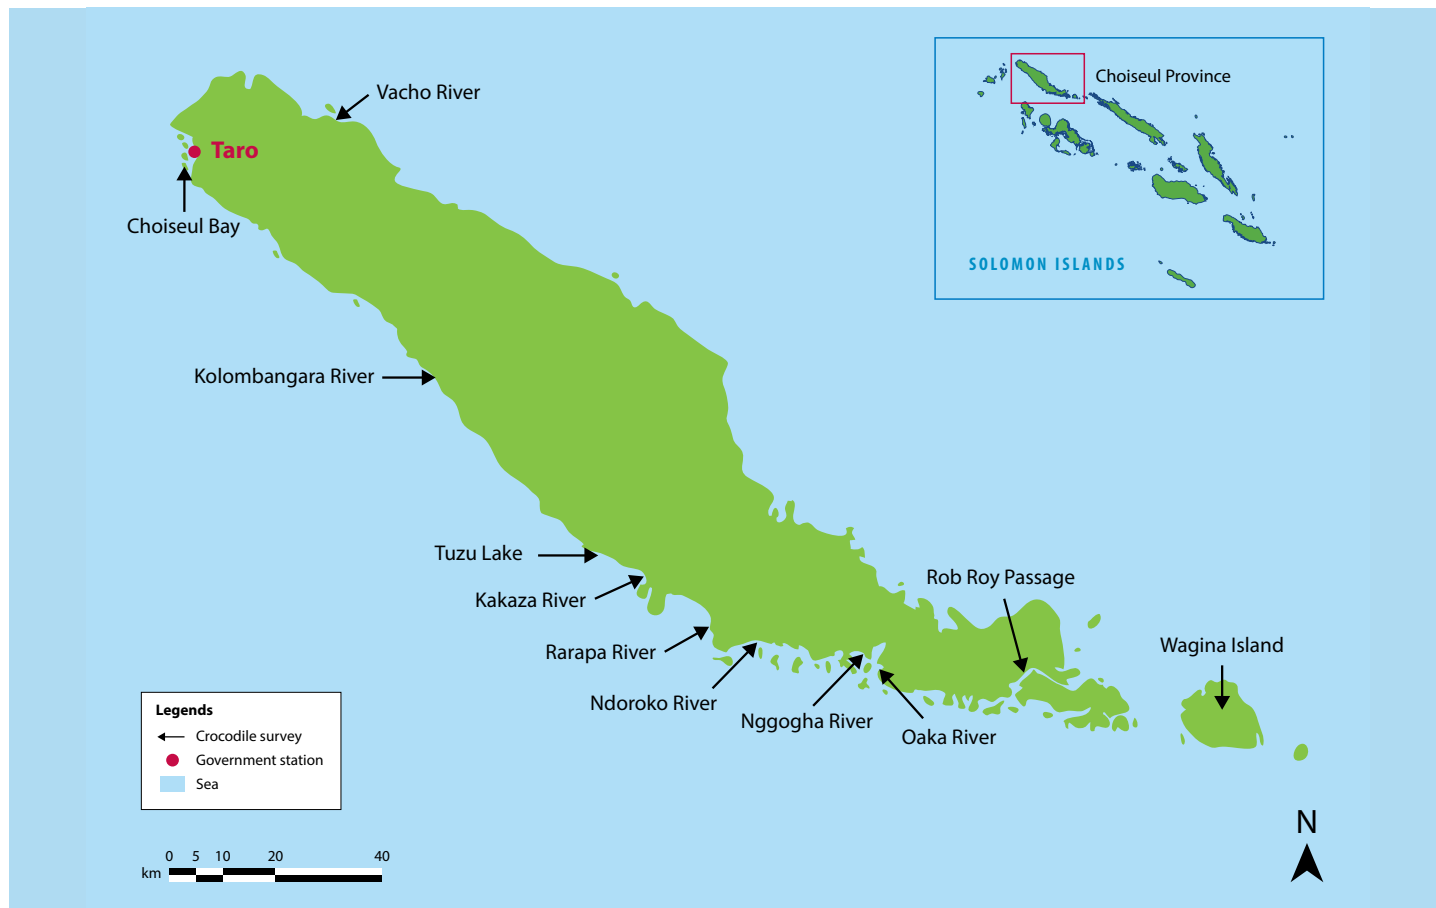 Vacho River
Choiseul Province
Taro
Choiseul Bay
SOLOMON ISLANDS
Kolombangara River
Tuzu Lake
Rob Roy Passage
Kakaza River
Wagina Island
Rarapa River
Ndoroko River
Nggogha River
Oaka River
Legends
Crocodile survey
Government station
Sea
N
0 5 10 20 40
km